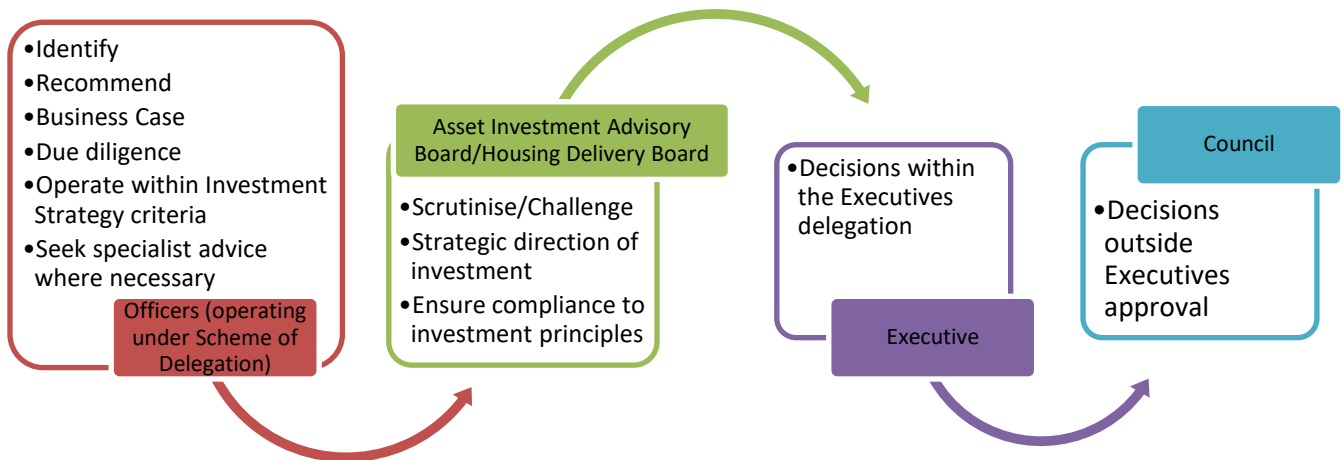 •Identify
•Recommend
•Business Case
•Due diligence
•Operate within Investment
Strategy criteria
•Seek specialist advice
where necessary
Officers (operating
under Scheme of
Delegation)
Asset Investment Advisory
Board/Housing Delivery Board
•Scrutinise/Challenge
•Strategic direction of
investment
•Ensure compliance to
investment principles
•Decisions within
the Executives
delegation
Executive
Council
•Decisions
outside
Executives
approval